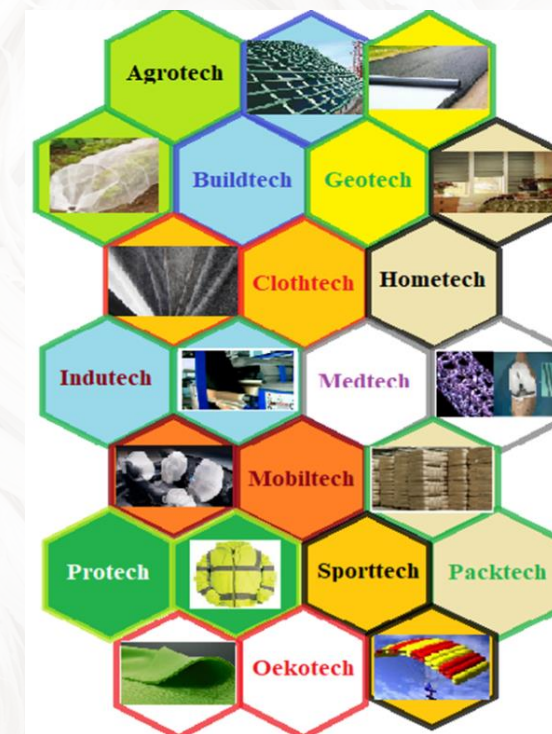 Agrotech
Buildtech
Geotech
Clothtech
Hometech
Indutech
Medtech
Mobiltech
Protech
Sporttech
Packtech
Oekotech